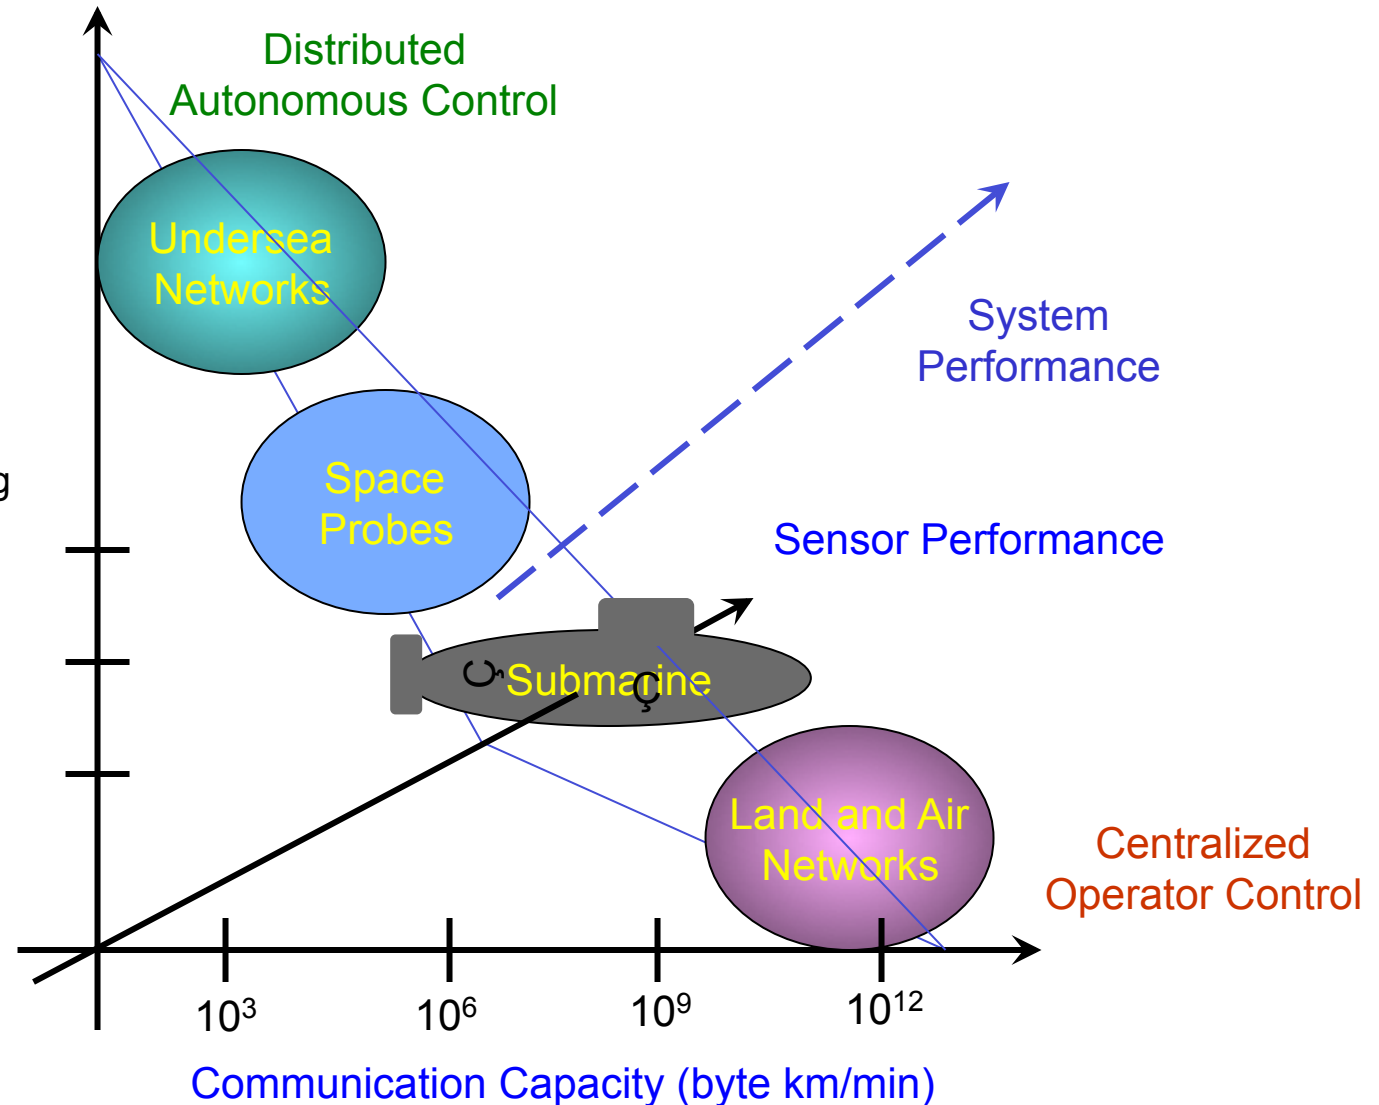 Distributed
Autonomous Control
Undersea
Networks
System
Performance
Space
Probes
g
Sensor Performance
Submarine
Ç
Ç
Land and Air
Networks
Centralized
Operator Control
10³
10⁶
10⁹
10¹²
Communication Capacity (byte km/min)